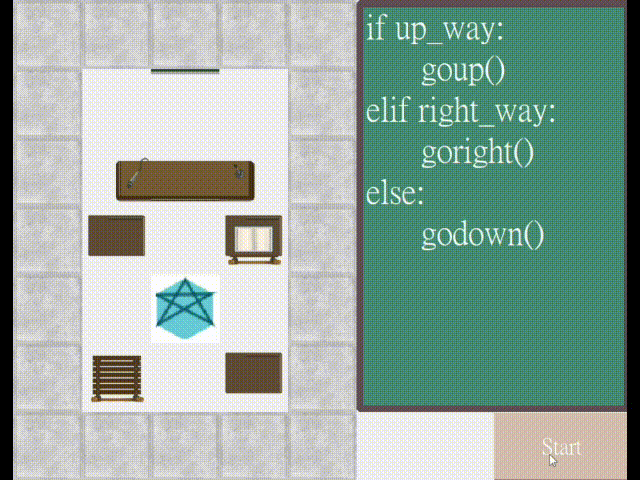 if up_way:
goup()
elif right_way:
goright()
else:
godown()
Start